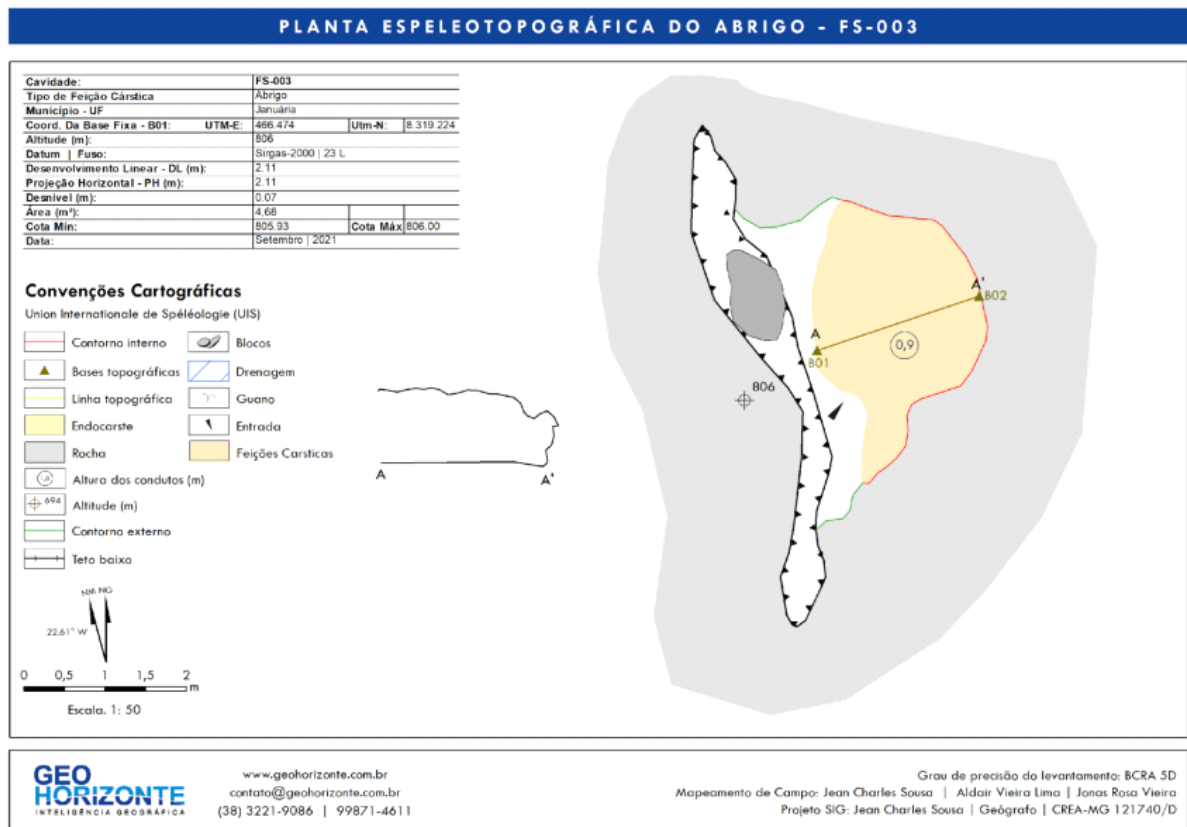 PLANTA ESPELEOTOPOGRÁFICA DO ABRIGO - FS-003
Cavidade: FS-003
Tipo de Feição Cárstica Abrigo
Município - UF Januária
Coord. Da Base Fixa - B01: UTM-E: 466.474 Utm-N: 8.319.224
Altitude (m): 806
Datum | Fuso: Sirgas-2000 | 23 L
Desenvolvimento Linear - DL (m): 2.11
Projeção Horizontal - PH (m): 2.11
Desnível (m): 0.07
Área (m²): 4,68
Cota Mín: 805.93 Cota Máx 806.00
Data: Setembro | 2021
Convenções Cartográficas
Union Internationale de Spéléologie (UIS)
Contorno interno Blocos
Bases topográficas Drenagem
Linha topográfica Guano
Endocarste Entrada
Rocha Feições Carsticas
Altura dos condutos (m)
694 Altitude (m)
Contorno externo
Teto baixo
NM NG
22.61° W
0 0,5 1 1,5 2
m
Escala. 1: 50
A A'
A' B02
A
B01
0,9
806
GEO
HORIZONTE
INTELIGÊNCIA GEOGRÁFICA
www.geohorizonte.com.br
contato@geohorizonte.com.br
(38) 3221-9086 | 99871-4611
Grau de precisão do levantamento: BCRA 5D
Mapeamento de Campo: Jean Charles Sousa | Aldair Vieira Lima | Jonas Rosa Vieira
Projeto SIG: Jean Charles Sousa | Geógrafo | CREA-MG 121740/D